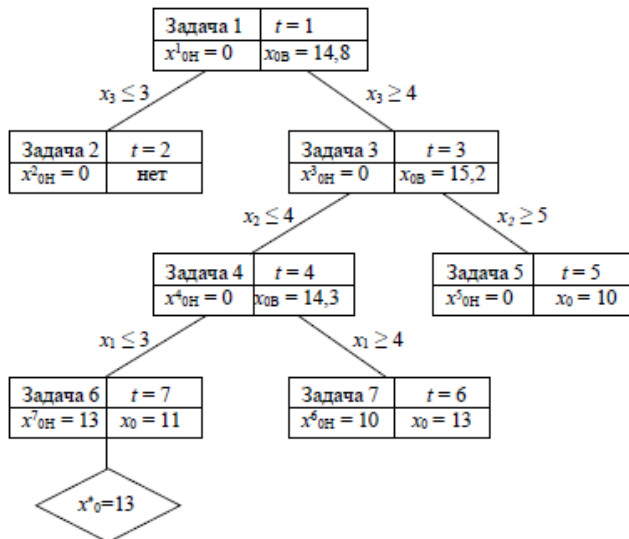 Задача 1 t = 1
x¹₀Н = 0 x₀В = 14,8
x₃ ≤ 3 x₃ ≥ 4
Задача 2 t = 2 Задача 3 t = 3
x²₀Н = 0 нет x³₀Н = 0 x₀В = 15,2
x₂ ≤ 4 x₂ ≥ 5
Задача 4 t = 4 Задача 5 t = 5
x⁴₀Н = 0 x₀В = 14,3 x⁵₀Н = 0 x₀ = 10
x₁ ≤ 3 x₁ ≥ 4
Задача 6 t = 7 Задача 7 t = 6
x⁷₀Н = 13 x₀ = 11 x⁶₀Н = 10 x₀ = 13
x*₀=13